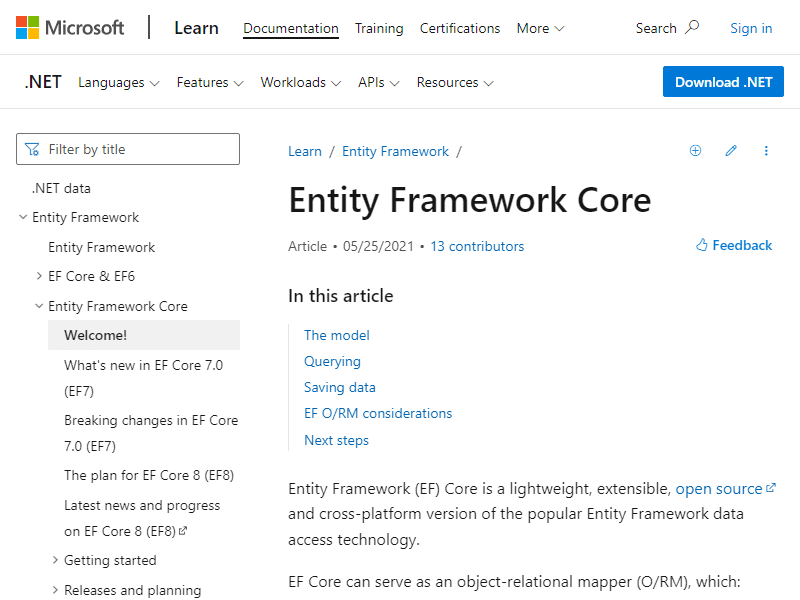 Microsoft
Learn
Documentation
Training
Certifications
More
Search
Sign in
.NET
Languages
Features
Workloads
APIs
Resources
Download .NET
Filter by title
.NET data
Entity Framework
Entity Framework
EF Core & EF6
Entity Framework Core
Welcome!
What's new in EF Core 7.0
(EF7)
Breaking changes in EF Core
7.0 (EF7)
The plan for EF Core 8 (EF8)
Latest news and progress
on EF Core 8 (EF8)
Getting started
Releases and planning
Learn / Entity Framework /
Entity Framework Core
Article • 05/25/2021 • 13 contributors
Feedback
In this article
The model
Querying
Saving data
EF O/RM considerations
Next steps
Entity Framework (EF) Core is a lightweight, extensible, open source
and cross-platform version of the popular Entity Framework data
access technology.
EF Core can serve as an object-relational mapper (O/RM), which: